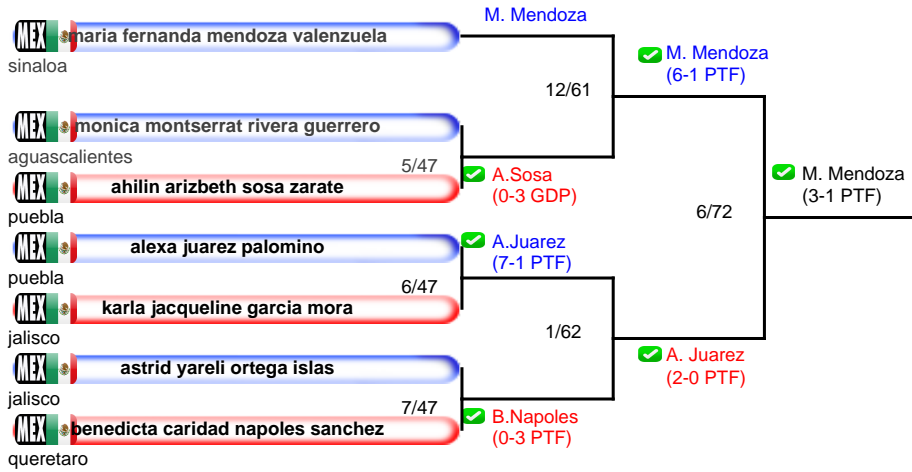 M. Mendoza
MEX maria fernanda mendoza valenzuela
sinaloa
M. Mendoza
(6-1 PTF)
12/61
MEX monica montserrat rivera guerrero
aguascalientes
5/47
A.Sosa
(0-3 GDP)
MEX ahilin arizbeth sosa zarate
puebla
M. Mendoza
(3-1 PTF)
6/72
MEX alexa juarez palomino
puebla
A.Juarez
(7-1 PTF)
6/47
MEX karla jacqueline garcia mora
jalisco
1/62
A. Juarez
(2-0 PTF)
MEX astrid yareli ortega islas
jalisco
7/47
B.Napoles
(0-3 PTF)
MEX benedicta caridad napoles sanchez
queretaro